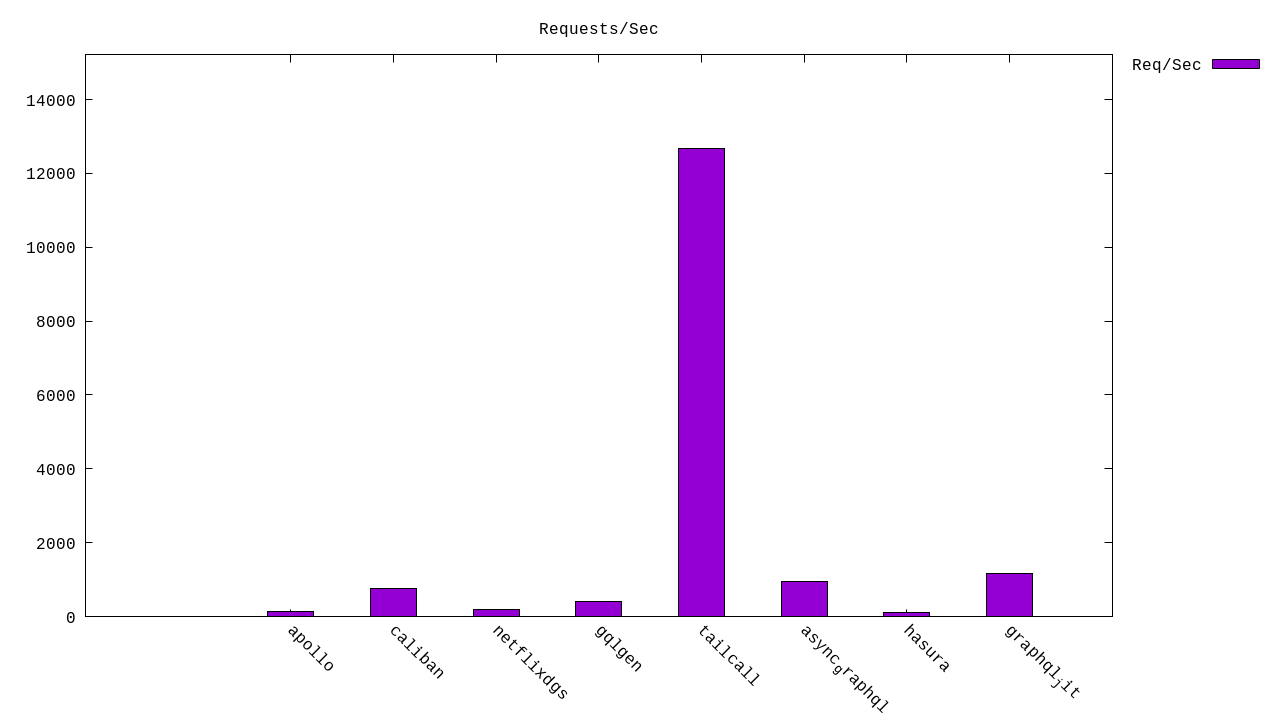 Requests/Sec
Req/Sec
14000
12000
10000
8000
6000
4000
2000
0
apollo
caliban
netflixdgs
gqlgen
tailcall
async_graphql
hasura
graphql_jit